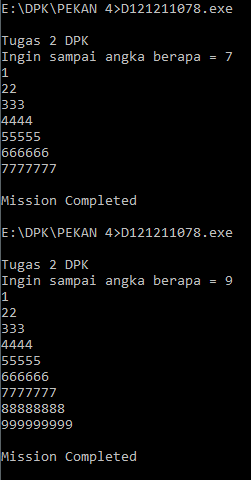 E:\DPK\PEKAN 4>D121211078.exe
Tugas 2 DPK
Ingin sampai angka berapa = 7
1
22
333
4444
55555
666666
7777777
Mission Completed
E:\DPK\PEKAN 4>D121211078.exe
Tugas 2 DPK
Ingin sampai angka berapa = 9
1
22
333
4444
55555
666666
7777777
88888888
999999999
Mission Completed